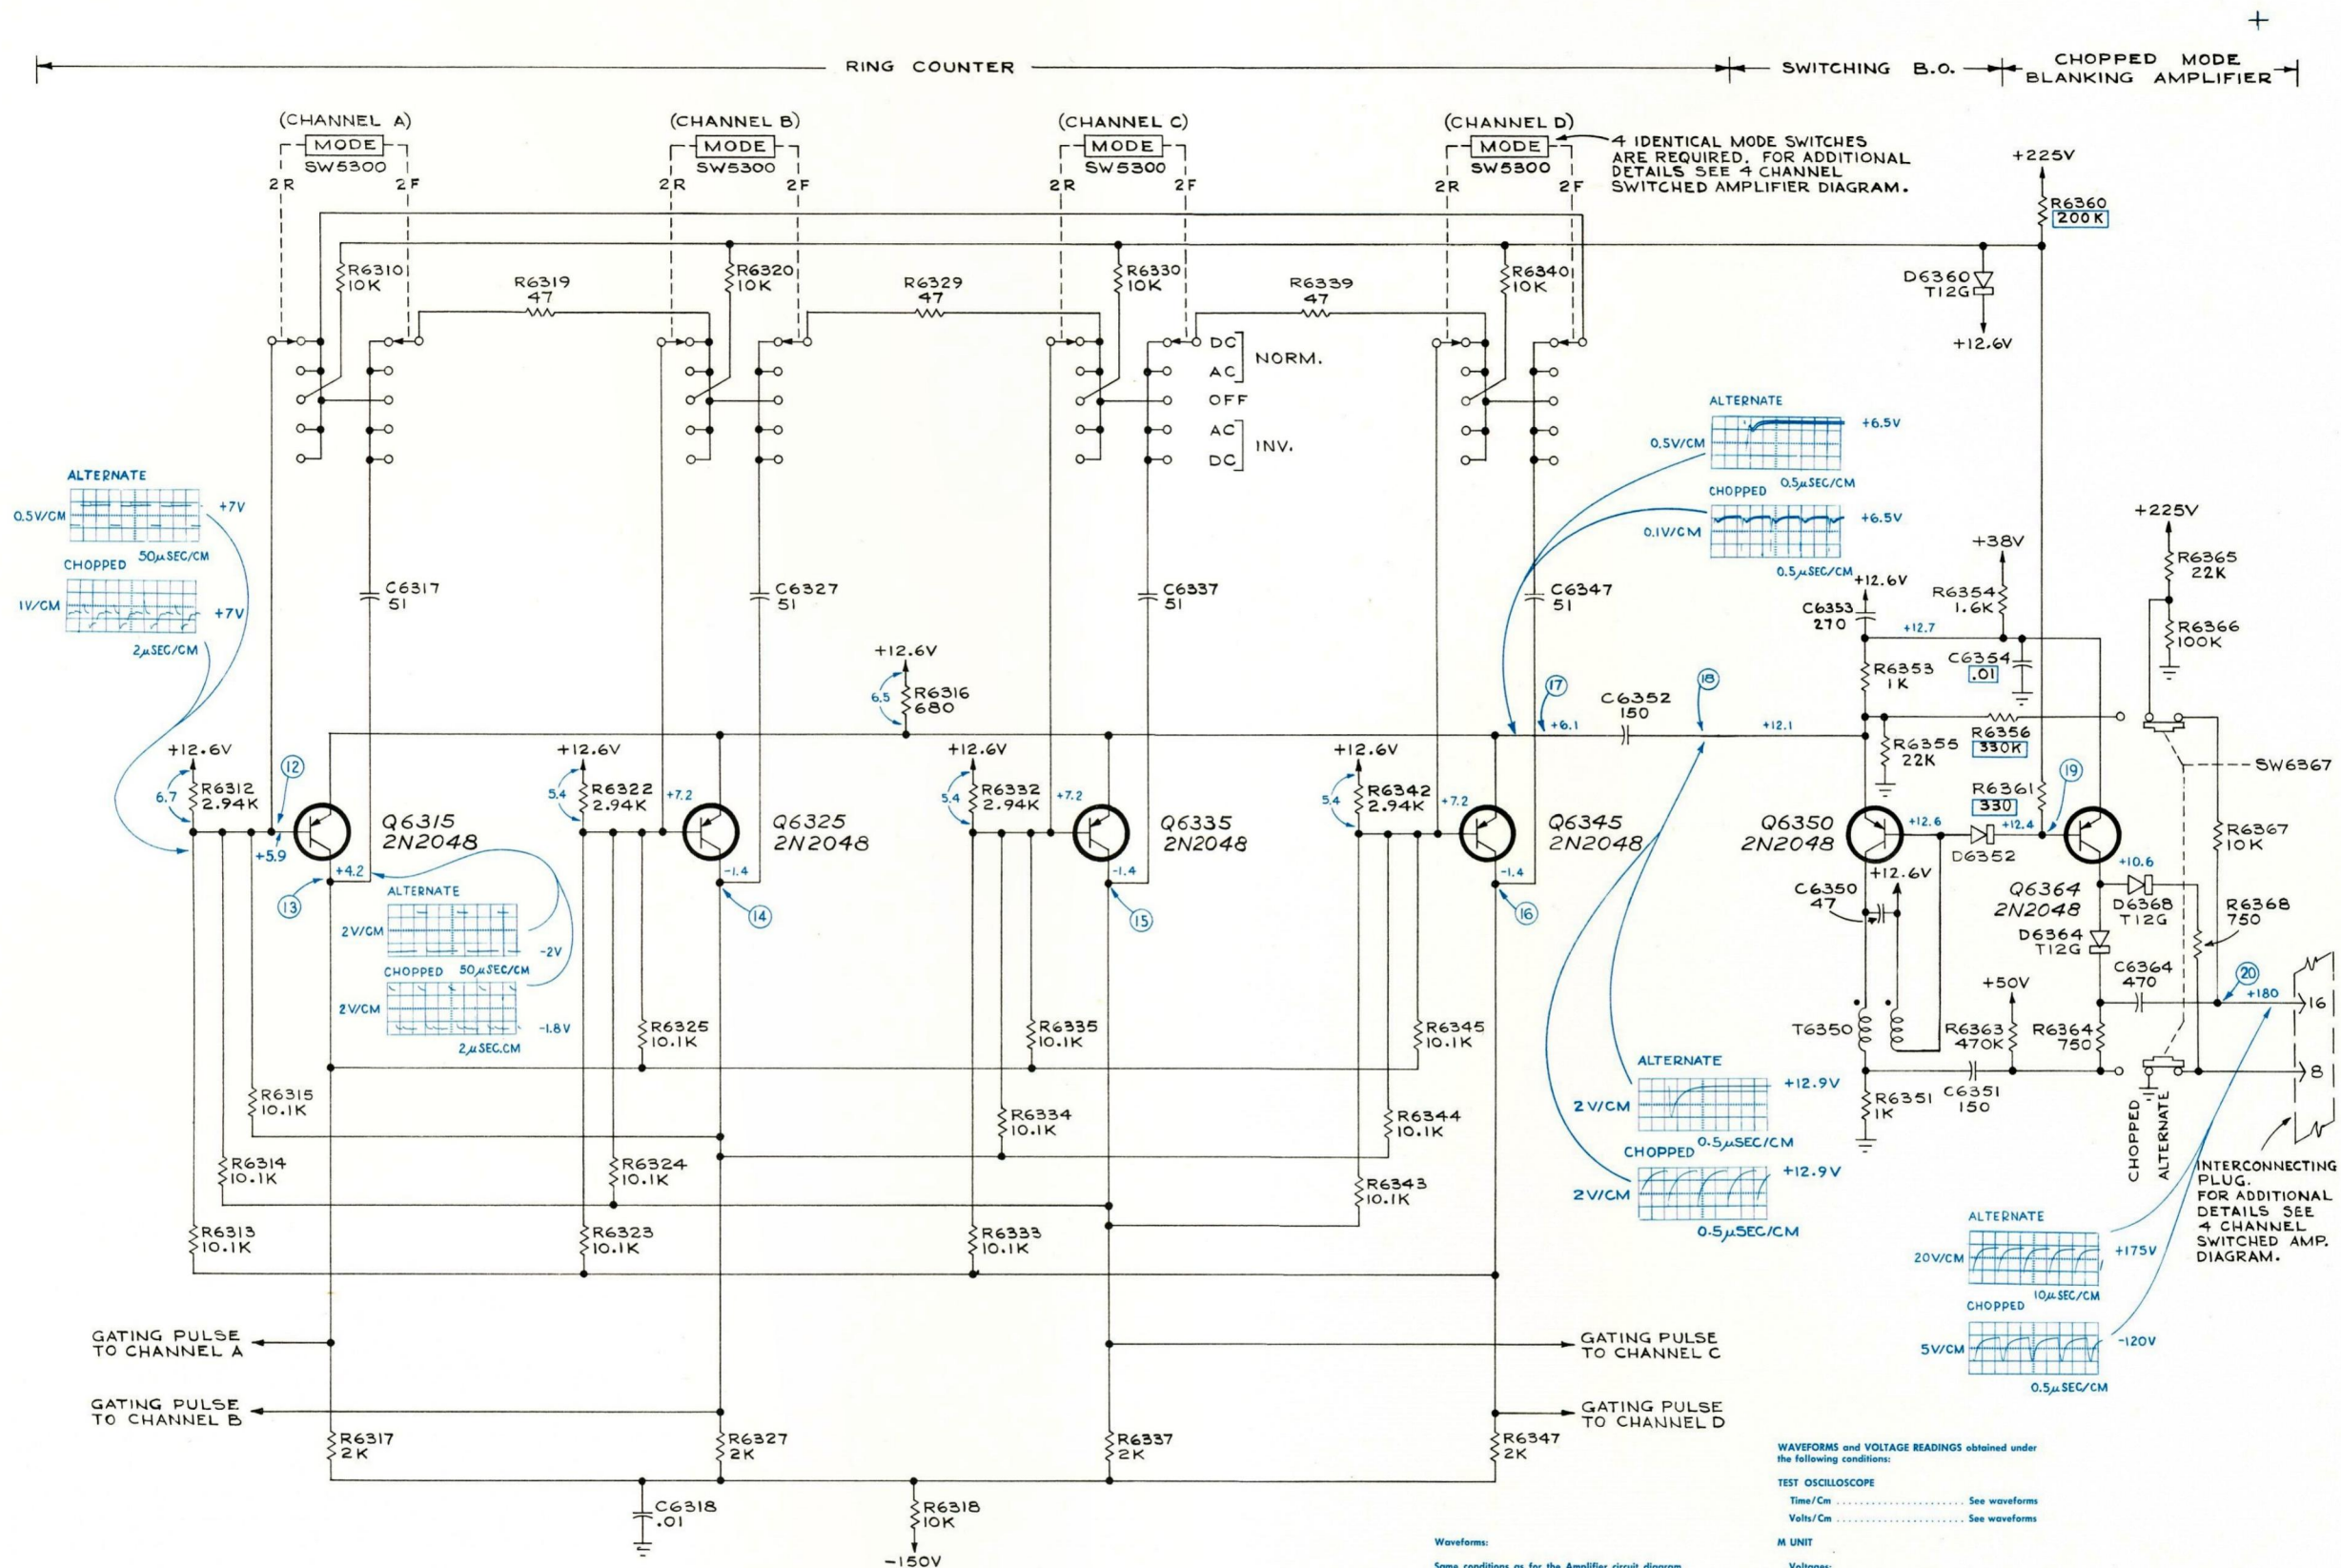 RING COUNTER
SWITCHING B.O.
CHOPPED MODE
BLANKING AMPLIFIER
(CHANNEL A)
MODE
SW5300
2R
2F
(CHANNEL B)
MODE
SW5300
2R
2F
(CHANNEL C)
MODE
SW5300
2R
2F
(CHANNEL D)
MODE
SW5300
2R
2F
4 IDENTICAL MODE SWITCHES
ARE REQUIRED. FOR ADDITIONAL
DETAILS SEE 4 CHANNEL
SWITCHED AMPLIFIER DIAGRAM.
+225V
R6360
200K
R6310
10K
R6319
47
R6320
10K
R6329
47
R6330
10K
R6339
47
R6340
10K
D6360
T12G
+12.6V
DC
AC
NORM.
OFF
AC
DC
INV.
ALTERNATE
0.5V/CM
+7V
50µSEC/CM
CHOPPED
1V/CM
+7V
2µSEC/CM
ALTERNATE
0.5V/CM
+6.5V
0.5µSEC/CM
CHOPPED
0.1V/CM
+6.5V
0.5µSEC/CM
C6317
51
C6327
51
C6337
51
C6347
51
+12.6V
C6353
270
+38V
R6354
1.6K
+12.7
C6354
.01
R6353
1K
+225V
R6365
22K
R6366
100K
+12.6V
6.5
R6316
680
17
+6.1
C6352
150
18
+12.1
R6355
22K
R6356
330K
SW6367
+12.6V
6.7
R6312
2.94K
12
+5.9
Q6315
2N2048
+4.2
13
+12.6V
5.4
R6322
2.94K
+7.2
Q6325
2N2048
-1.4
14
+12.6V
5.4
R6332
2.94K
+7.2
Q6335
2N2048
-1.4
15
+12.6V
5.4
R6342
2.94K
+7.2
Q6345
2N2048
-1.4
16
Q6350
2N2048
+12.6
D6352
R6361
330
+12.4
19
+10.6
Q6364
2N2048
R6367
10K
C6350
47
+12.6V
D6368
T12G
R6368
750
D6364
T12G
C6364
470
20
+180
16
ALTERNATE
2V/CM
-2V
50µSEC/CM
CHOPPED
2V/CM
-1.8V
2µSEC.CM
T6350
+50V
R6363
470K
R6364
750
8
R6351
1K
C6351
150
CHOPPED
ALTERNATE
INTERCONNECTING
PLUG.
FOR ADDITIONAL
DETAILS SEE
4 CHANNEL
SWITCHED AMP.
DIAGRAM.
R6325
10.1K
R6335
10.1K
R6345
10.1K
R6315
10.1K
R6334
10.1K
R6344
10.1K
R6314
10.1K
R6324
10.1K
R6343
10.1K
R6313
10.1K
R6323
10.1K
R6333
10.1K
ALTERNATE
2V/CM
+12.9V
0.5µSEC/CM
CHOPPED
2V/CM
+12.9V
0.5µSEC/CM
ALTERNATE
20V/CM
+175V
10µSEC/CM
CHOPPED
5V/CM
-120V
0.5µSEC/CM
GATING PULSE
TO CHANNEL A
GATING PULSE
TO CHANNEL B
GATING PULSE
TO CHANNEL C
GATING PULSE
TO CHANNEL D
R6317
2K
R6327
2K
R6337
2K
R6347
2K
C6318
.01
R6318
10K
-150V
WAVEFORMS and VOLTAGE READINGS obtained under
the following conditions:
TEST OSCILLOSCOPE
Time/Cm ...................... See waveforms
Volts/Cm ...................... See waveforms
M UNIT
Voltages:
Waveforms:
Same conditions as for the Amplifier circuit diagram